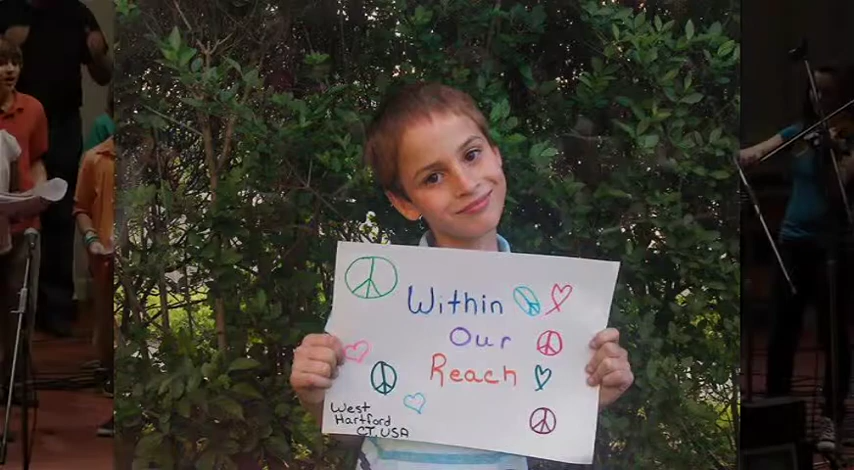 Within
Our
Reach
West
Hartford
CT, USA